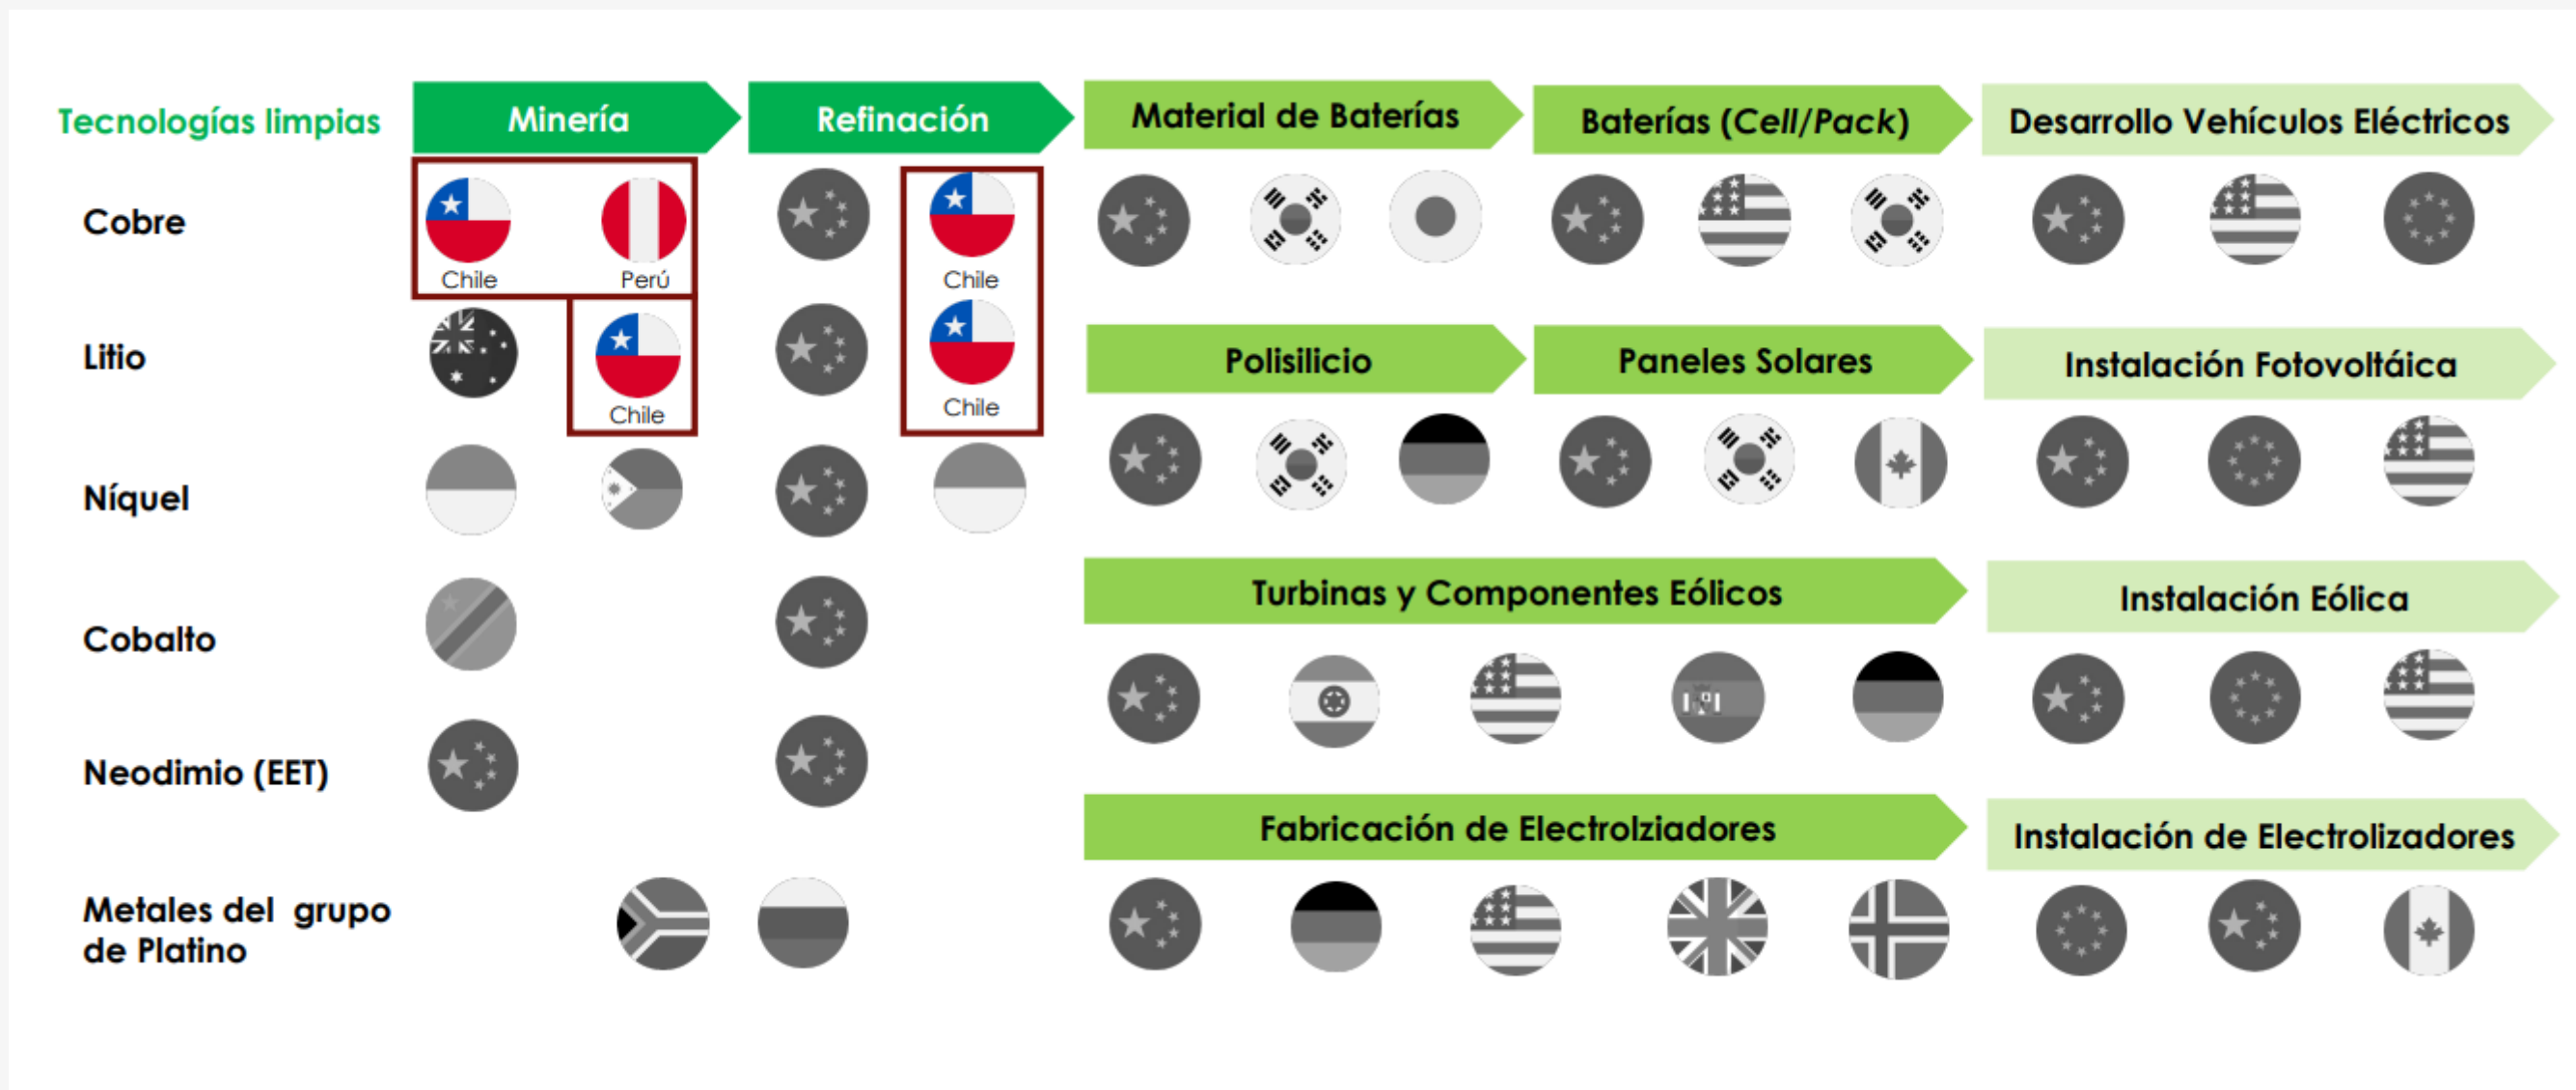 Tecnologías limpias
Minería
Refinación
Material de Baterías
Baterías (Cell/Pack)
Desarrollo Vehículos Eléctricos
Cobre
Chile
Perú
Chile
Litio
Chile
Chile
Polisilicio
Paneles Solares
Instalación Fotovoltáica
Níquel
Turbinas y Componentes Eólicos
Instalación Eólica
Cobalto
Neodimio (EET)
Fabricación de Electrolziadores
Instalación de Electrolizadores
Metales del grupo
de Platino